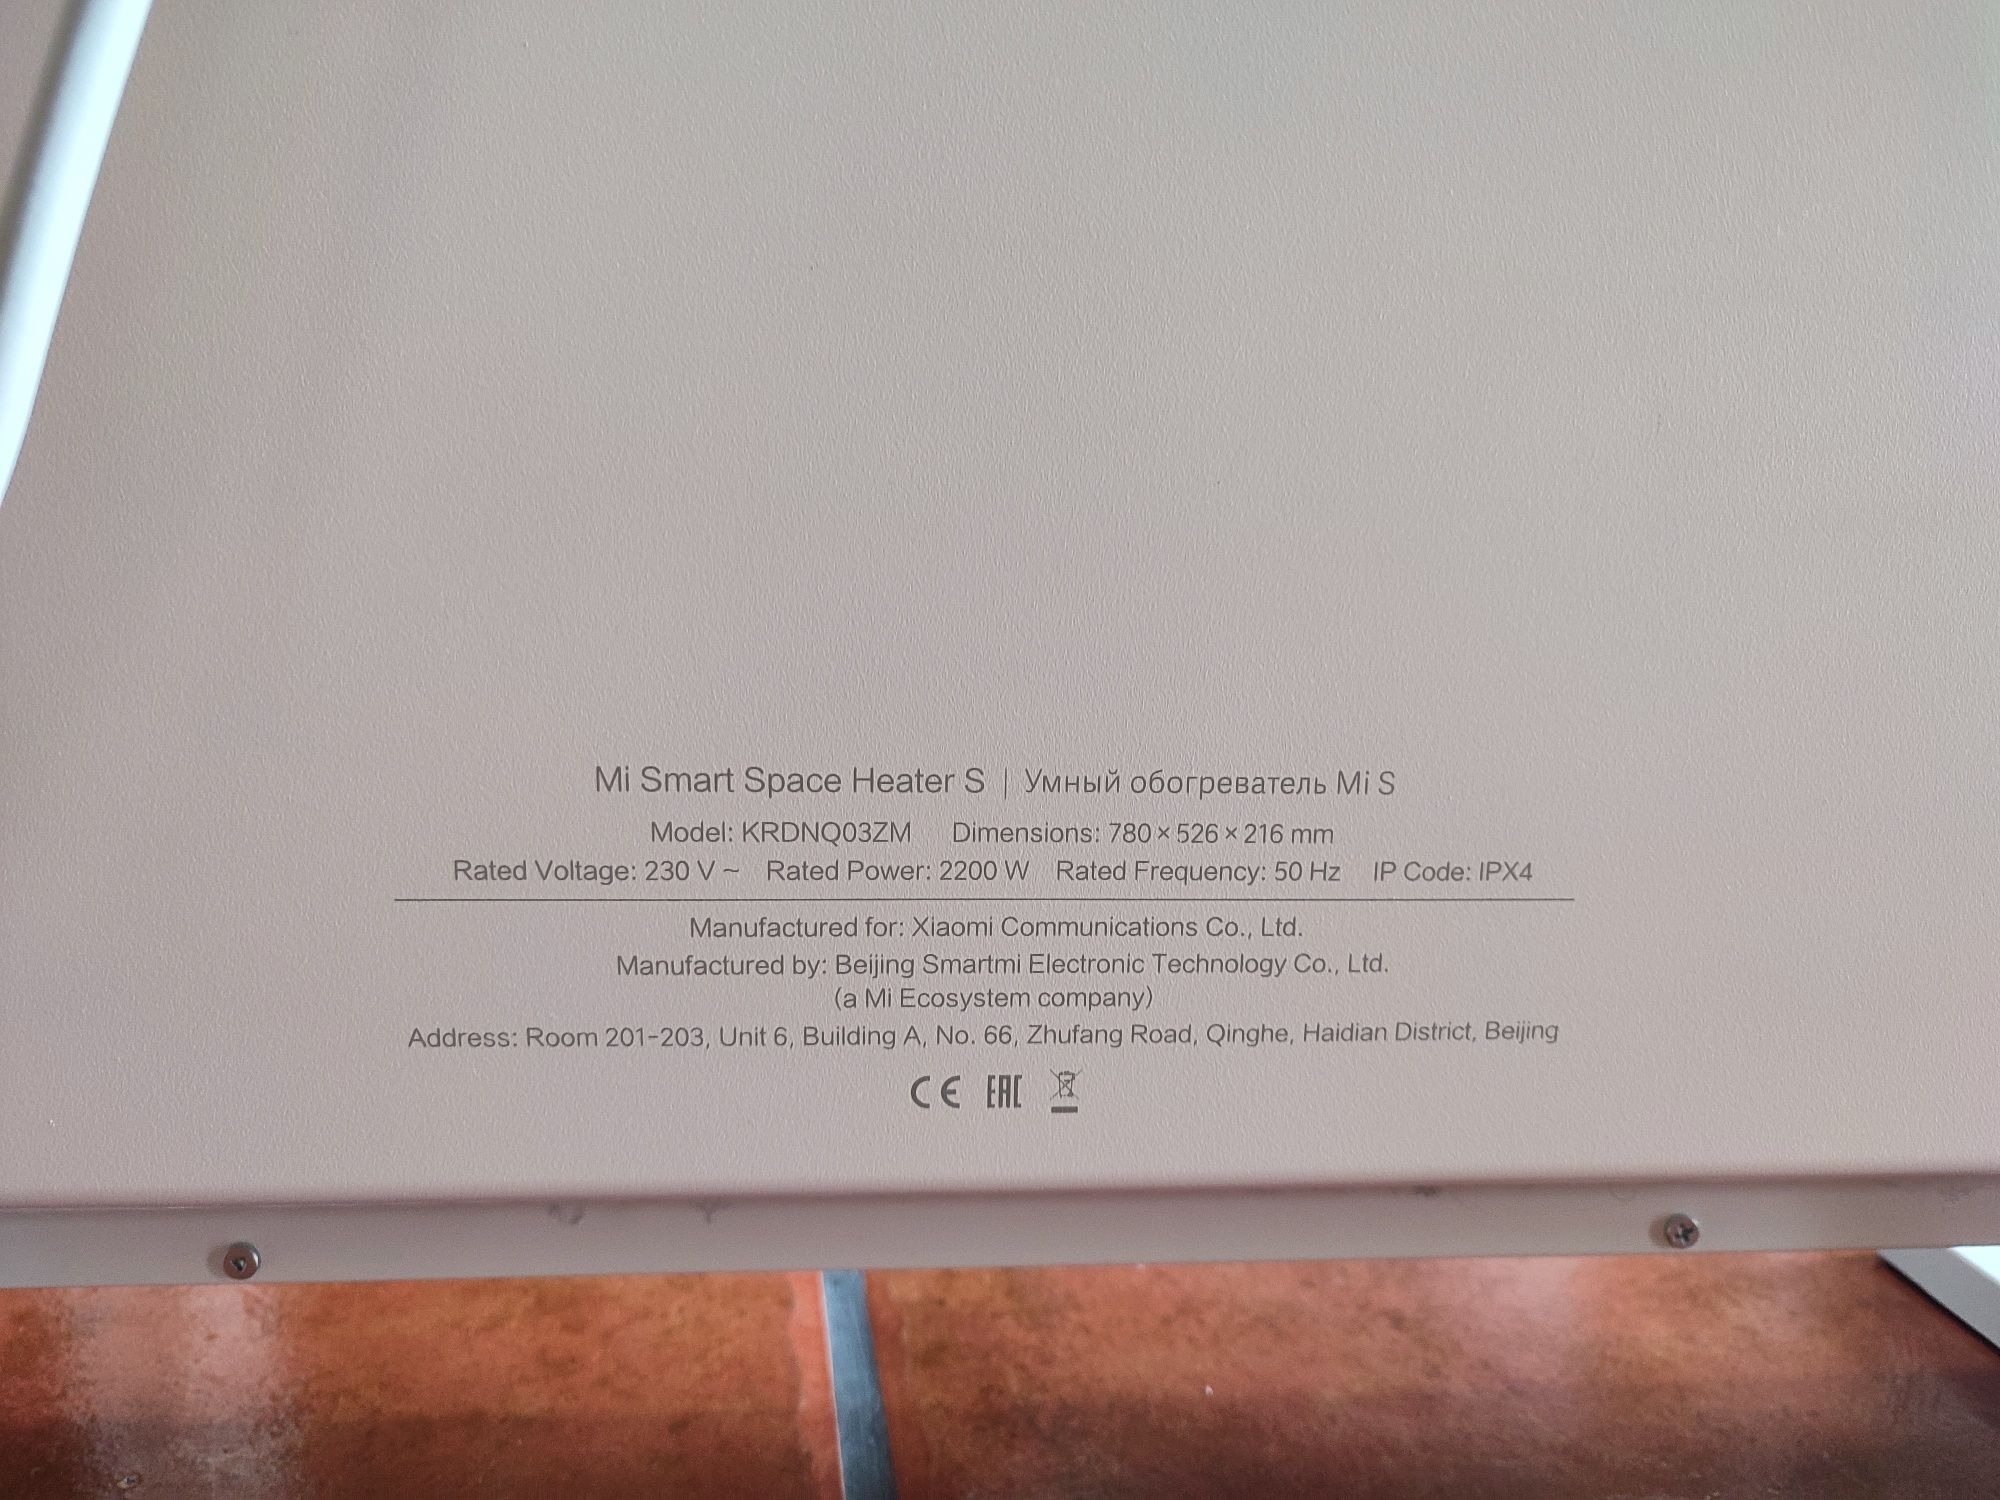 Mi Smart Space Heater S | Умный обогреватель Mi S
Model: KRDNQ03ZM Dimensions: 780×526×216 mm
Rated Voltage: 230 V ~ Rated Power: 2200 W Rated Frequency: 50 Hz IP Code: IPX4
Manufactured for: Xiaomi Communications Co., Ltd.
Manufactured by: Beijing Smartmi Electronic Technology Co., Ltd.
(a Mi Ecosystem company)
Address: Room 201-203, Unit 6, Building A, No. 66, Zhufang Road, Qinghe, Haidian District, Beijing
CE EAC